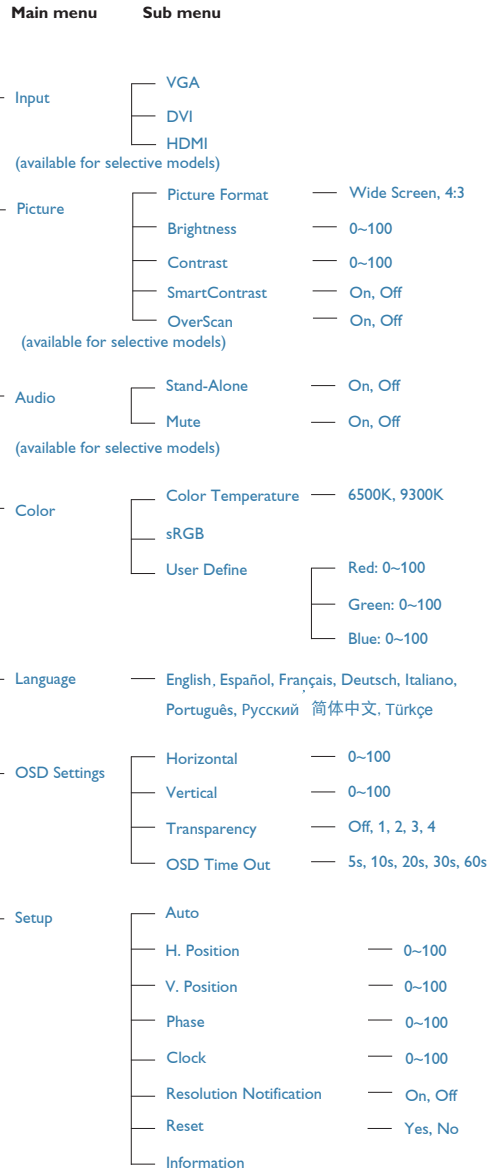 Main menu Sub menu
VGA
Input
DVI
HDMI
(available for selective models)
Picture Picture Format Wide Screen, 4:3
Brightness 0~100
Contrast 0~100
SmartContrast On, Off
OverScan On, Off
(available for selective models)
Audio Stand-Alone On, Off
Mute On, Off
(available for selective models)
Color Color Temperature 6500K, 9300K
sRGB
User Define Red: 0~100
Green: 0~100
Blue: 0~100
Language English, Español, Français, Deutsch, Italiano,
Português, Русский, 简体中文, Türkçe
OSD Settings Horizontal 0~100
Vertical 0~100
Transparency Off, 1, 2, 3, 4
OSD Time Out 5s, 10s, 20s, 30s, 60s
Setup Auto
H. Position 0~100
V. Position 0~100
Phase 0~100
Clock 0~100
Resolution Notification On, Off
Reset Yes, No
Information